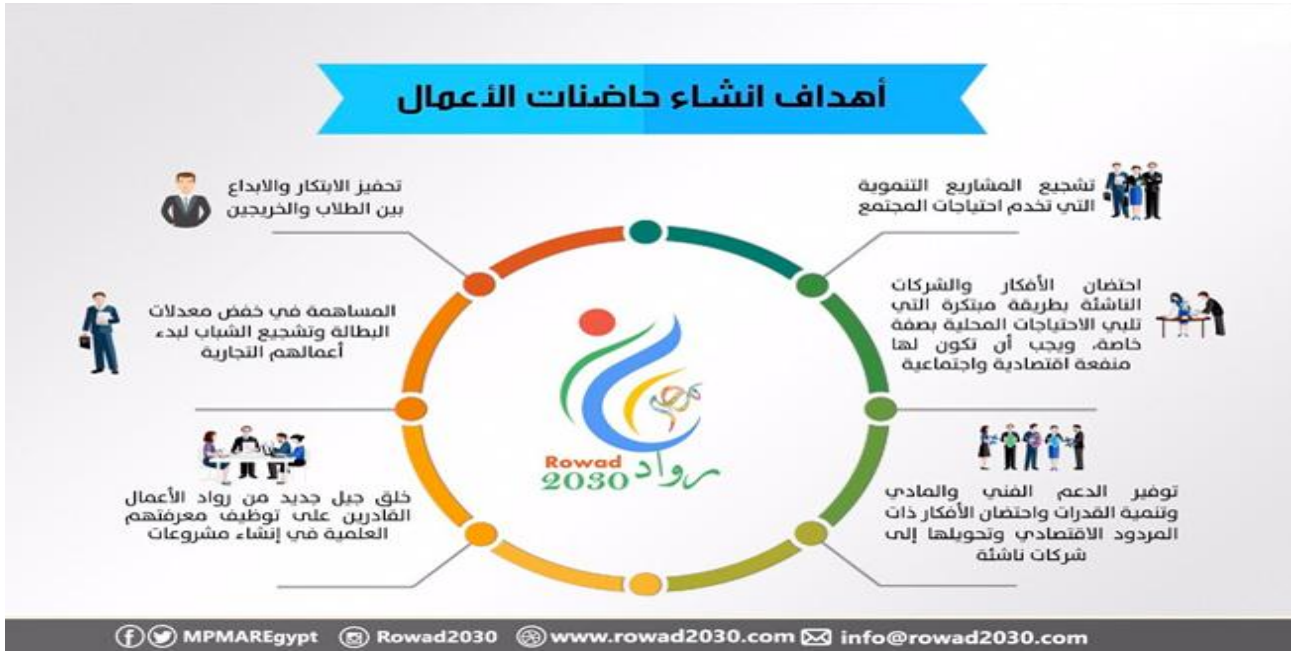 أهداف انشاء حاضنات الأعمال
تشجيع المشاريع التنموية
التي تخدم احتياجات المجتمع
احتضان الأفكار والشركات
الناشئة بطريقة مبتكرة التي
تلبي الاحتياجات المحلية بصفة
خاصة، ويجب أن تكون لها
منفعة اقتصادية واجتماعية
توفير الدعم الفني والمادي
وتنمية القدرات واحتضان الأفكار ذات
المردود الاقتصادي وتحويلها إلى
شركات ناشئة
تحفيز الابتكار والابداع
بين الطلاب والخريجين
المساهمة في خفض معدلات
البطالة وتشجيع الشباب لبدء
أعمالهم التجارية
خلق جيل جديد من رواد الأعمال
القادرين على توظيف معرفتهم
العلمية في إنشاء مشروعات
مصر
Rowad رواد
2030
MPMAREgypt Rowad2030 www.rowad2030.com info@rowad2030.com